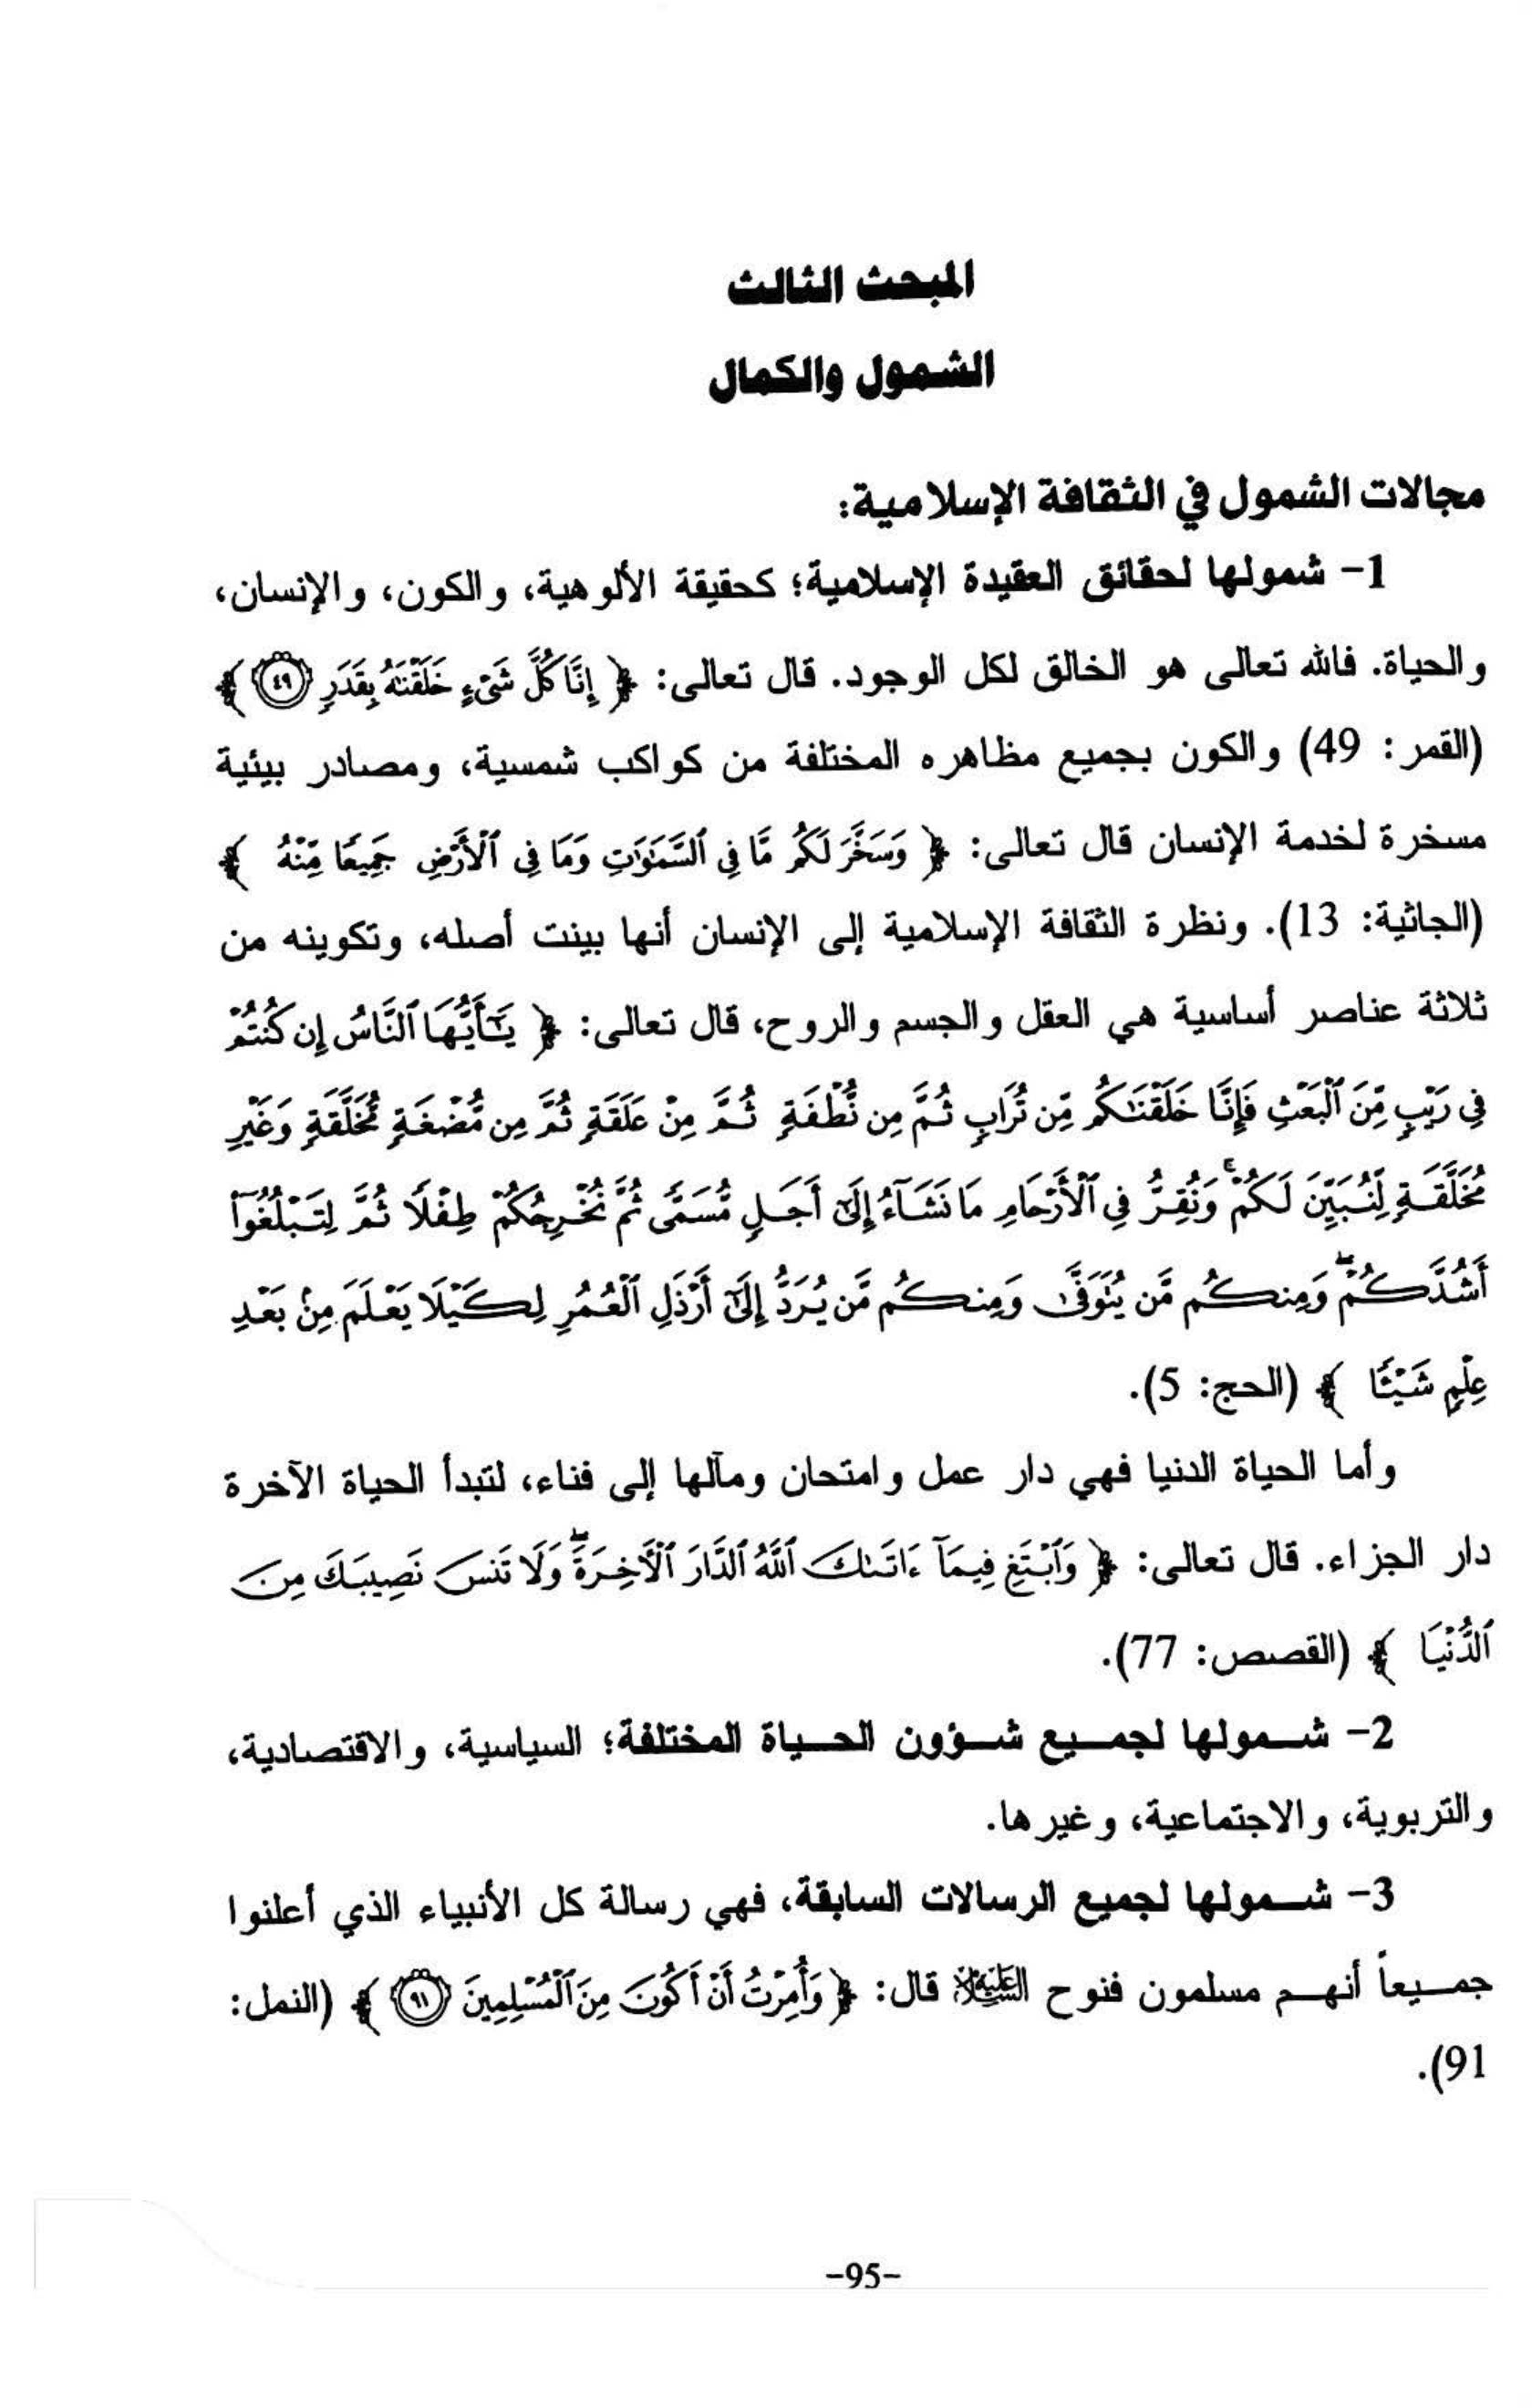 المبحث الثالث
الشمول والكمال
مجالات الشمول في الثقافة الإسلامية:
1- شمولها لحقائق العقيدة الإسلامية؛ كحقيقة الألوهية، والكون، والإنسان،
والحياة. فالله تعالى هو الخالق لكل الوجود. قال تعالى: ﴿ إِنَّا كُلَّ شَىْءٍ خَلَقْنَٰهُ بِقَدَرٍ ٤٩ ﴾
(القمر: 49) والكون بجميع مظاهره المختلفة من كواكب شمسية، ومصادر بيئية
مسخرة لخدمة الإنسان قال تعالى: ﴿ وَسَخَّرَ لَكُم مَّا فِي ٱلسَّمَٰوَٰتِ وَمَا فِي ٱلْأَرْضِ جَمِيعًا مِّنْهُ ﴾
(الجاثية: 13). ونظرة الثقافة الإسلامية إلى الإنسان أنها بينت أصله، وتكوينه من
ثلاثة عناصر أساسية هي العقل والجسم والروح، قال تعالى: ﴿ يَٰٓأَيُّهَا ٱلنَّاسُ إِن كُنتُمْ
فِي رَيْبٍ مِّنَ ٱلْبَعْثِ فَإِنَّا خَلَقْنَٰكُم مِّن تُرَابٍ ثُمَّ مِن نُّطْفَةٍ ثُمَّ مِنْ عَلَقَةٍ ثُمَّ مِن مُّضْغَةٍ مُّخَلَّقَةٍ وَغَيْرِ
مُخَلَّقَةٍ لِّنُبَيِّنَ لَكُمْ ۚ وَنُقِرُّ فِي ٱلْأَرْحَامِ مَا نَشَآءُ إِلَىٰٓ أَجَلٍ مُّسَمًّى ثُمَّ نُخْرِجُكُمْ طِفْلًا ثُمَّ لِتَبْلُغُوٓا۟
أَشُدَّكُمْ ۖ وَمِنكُم مَّن يُتَوَفَّىٰ وَمِنكُم مَّن يُرَدُّ إِلَىٰٓ أَرْذَلِ ٱلْعُمُرِ لِكَيْلَا يَعْلَمَ مِنۢ بَعْدِ
عِلْمٍ شَيْـًٔا ﴾ (الحج: 5).
وأما الحياة الدنيا فهي دار عمل وامتحان ومآلها إلى فناء، لتبدأ الحياة الآخرة
دار الجزاء. قال تعالى: ﴿ وَٱبْتَغِ فِيمَآ ءَاتَىٰكَ ٱللَّهُ ٱلدَّارَ ٱلْءَاخِرَةَ ۖ وَلَا تَنسَ نَصِيبَكَ مِنَ
ٱلدُّنْيَا ﴾ (القصص: 77).
2- شمولها لجميع شؤون الحياة المختلفة؛ السياسية، والاقتصادية،
والتربوية، والاجتماعية، وغيرها.
3- شمولها لجميع الرسالات السابقة، فهي رسالة كل الأنبياء الذي أعلنوا
جميعاً أنهم مسلمون فنوح العَلَيْهِ السَّلام قال: ﴿ وَأُمِرْتُ أَنْ أَكُونَ مِنَ ٱلْمُسْلِمِينَ ٩١ ﴾ (النمل:
91).
-95-